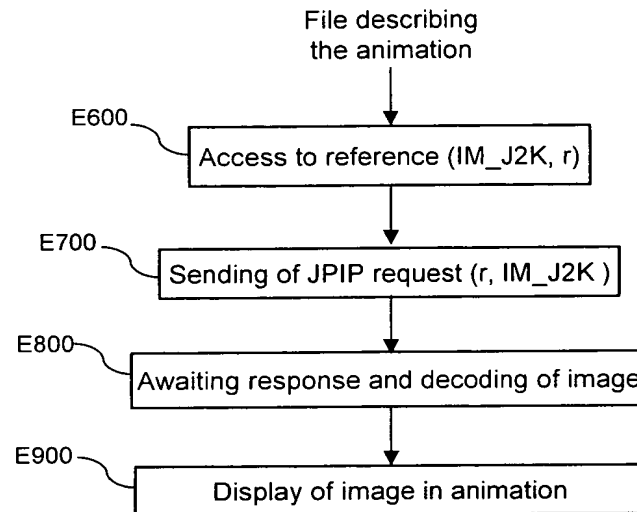 File describing
the animation
E600
Access to reference (IM_J2K, r)
E700
Sending of JPIP request (r, IM_J2K )
E800
Awaiting response and decoding of image
E900
Display of image in animation